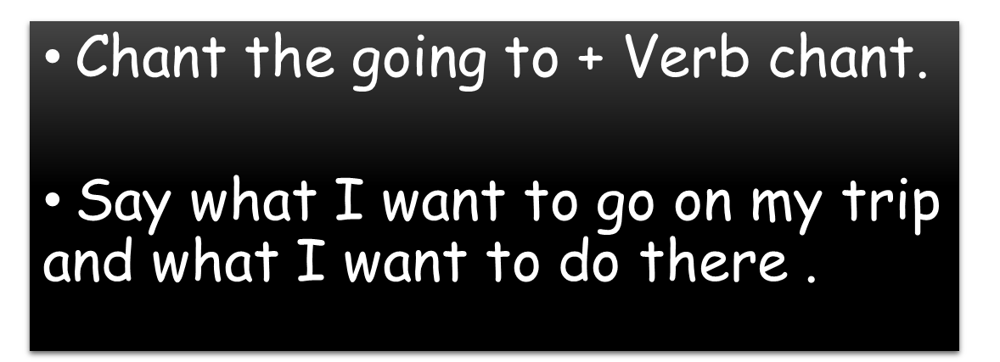 • Chant the going to + Verb chant.
• Say what I want to go on my trip
and what I want to do there .